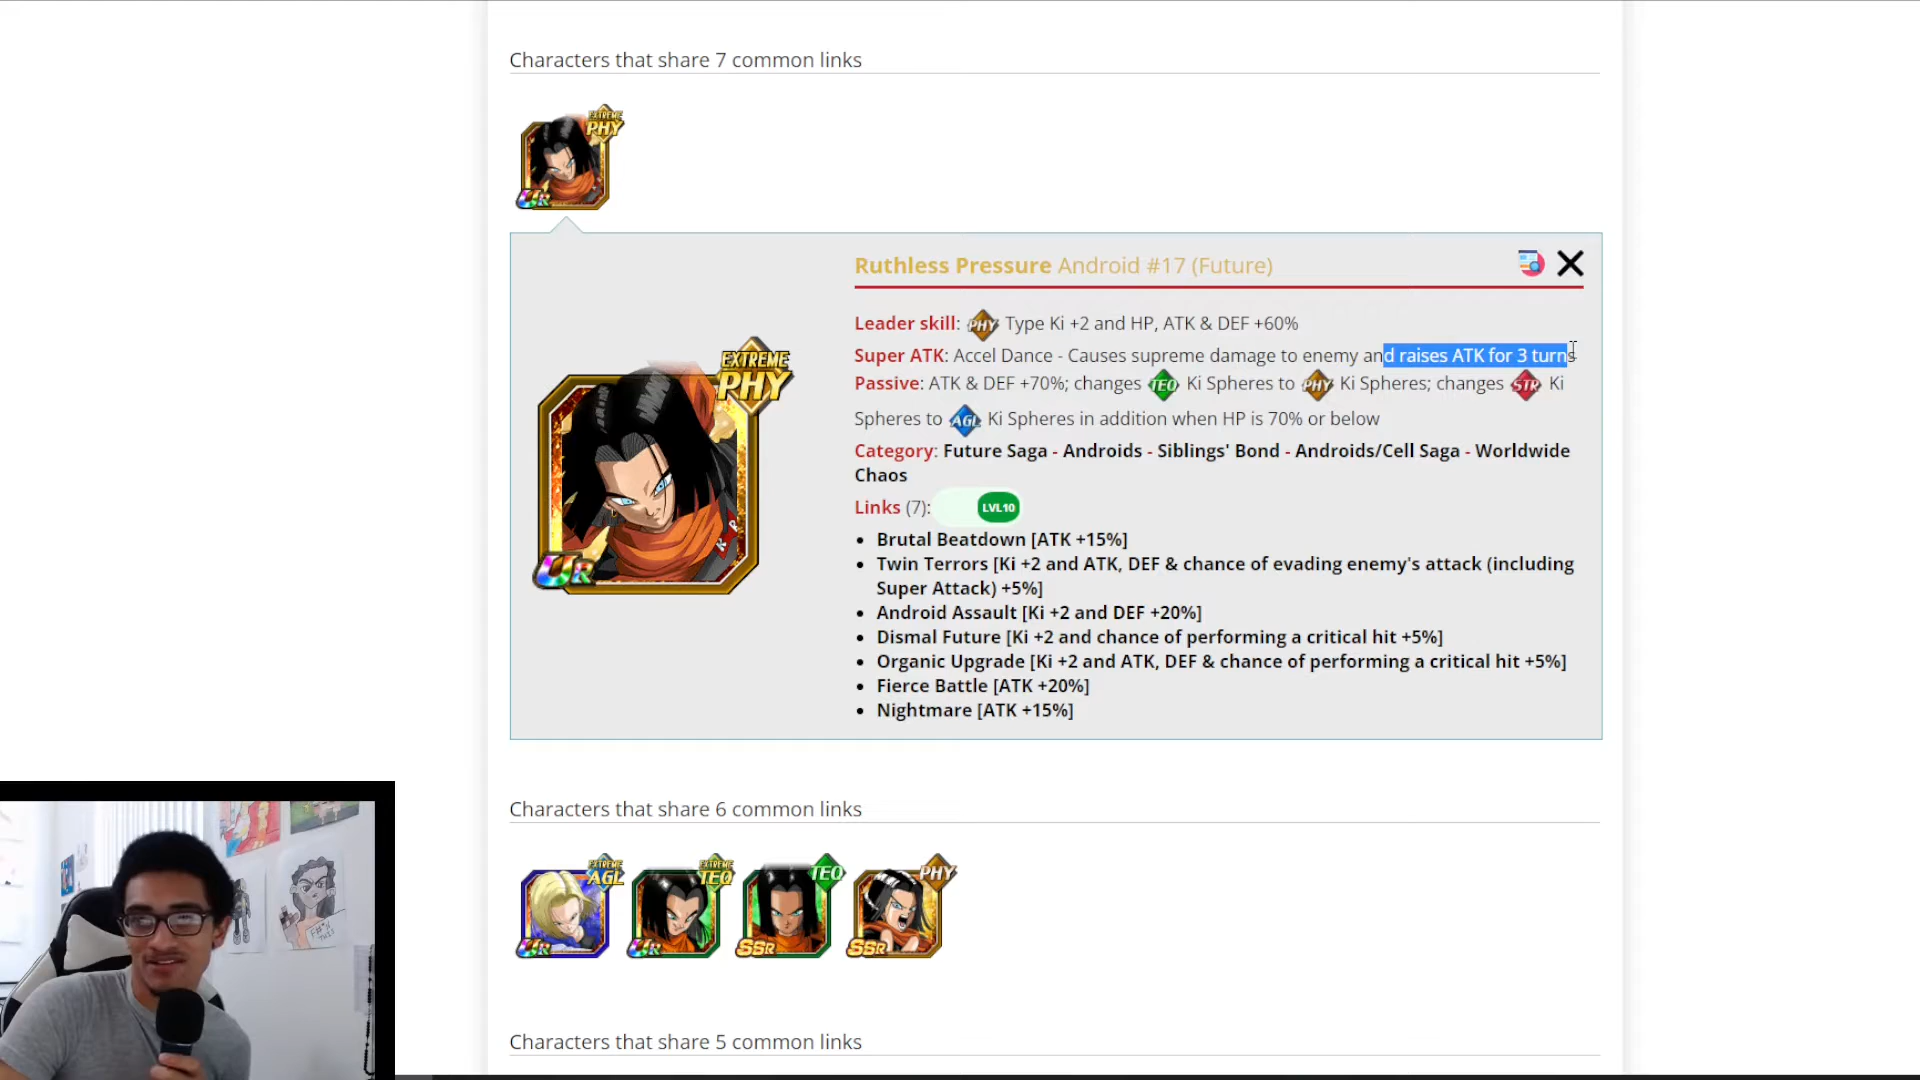 Characters that share 7 common links
EXTREME
PHY
UR
Ruthless Pressure Android #17 (Future)
Leader skill: PHY Type Ki +2 and HP, ATK & DEF +60%
Super ATK: Accel Dance - Causes supreme damage to enemy and raises ATK for 3 turns
Passive: ATK & DEF +70%; changes TEQ Ki Spheres to PHY Ki Spheres; changes STR Ki
Spheres to AGL Ki Spheres in addition when HP is 70% or below
Category: Future Saga - Androids - Siblings' Bond - Androids/Cell Saga - Worldwide
Chaos
Links (7): LVL10
• Brutal Beatdown [ATK +15%]
• Twin Terrors [Ki +2 and ATK, DEF & chance of evading enemy's attack (including
Super Attack) +5%]
• Android Assault [Ki +2 and DEF +20%]
• Dismal Future [Ki +2 and chance of performing a critical hit +5%]
• Organic Upgrade [Ki +2 and ATK, DEF & chance of performing a critical hit +5%]
• Fierce Battle [ATK +20%]
• Nightmare [ATK +15%]
EXTREME
PHY
UR
Characters that share 6 common links
EXTREME AGL EXTREME TEQ TEQ PHY
UR UR SSR SSR
Characters that share 5 common links